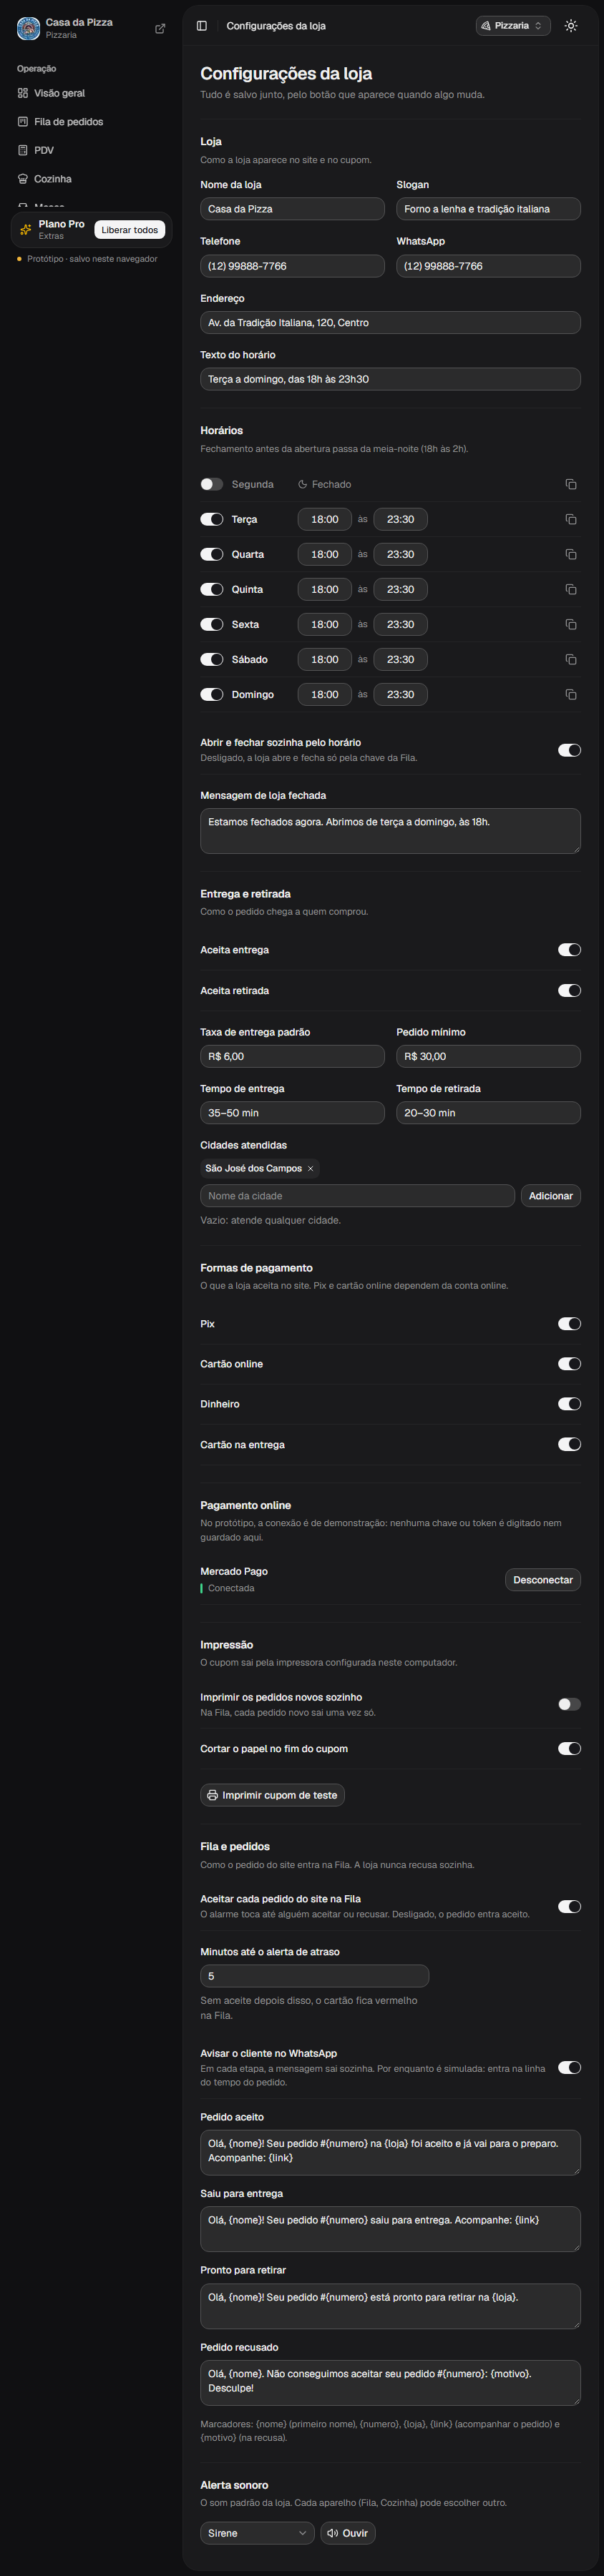 Casa da Pizza
Pizzaria
Operação
Visão geral
Fila de pedidos
PDV
Cozinha
Plano Pro
Extras
Liberar todos
Protótipo · salvo neste navegador
Configurações da loja
Pizzaria
Configurações da loja
Tudo é salvo junto, pelo botão que aparece quando algo muda.
Loja
Como a loja aparece no site e no cupom.
Nome da loja
Slogan
Casa da Pizza
Forno a lenha e tradição italiana
Telefone
WhatsApp
(12) 99888-7766
(12) 99888-7766
Endereço
Av. da Tradição Italiana, 120, Centro
Texto do horário
Terça a domingo, das 18h às 23h30
Horários
Fechamento antes da abertura passa da meia-noite (18h às 2h).
Segunda Fechado
Terça 18:00 às 23:30
Quarta 18:00 às 23:30
Quinta 18:00 às 23:30
Sexta 18:00 às 23:30
Sábado 18:00 às 23:30
Domingo 18:00 às 23:30
Abrir e fechar sozinha pelo horário
Desligado, a loja abre e fecha só pela chave da Fila.
Mensagem de loja fechada
Estamos fechados agora. Abrimos de terça a domingo, às 18h.
Entrega e retirada
Como o pedido chega a quem comprou.
Aceita entrega
Aceita retirada
Taxa de entrega padrão
Pedido mínimo
R$ 6,00
R$ 30,00
Tempo de entrega
Tempo de retirada
35–50 min
20–30 min
Cidades atendidas
São José dos Campos ×
Nome da cidade
Adicionar
Vazio: atende qualquer cidade.
Formas de pagamento
O que a loja aceita no site. Pix e cartão online dependem da conta online.
Pix
Cartão online
Dinheiro
Cartão na entrega
Pagamento online
No protótipo, a conexão é de demonstração: nenhuma chave ou token é digitado nem
guardado aqui.
Mercado Pago
Conectada
Desconectar
Impressão
O cupom sai pela impressora configurada neste computador.
Imprimir os pedidos novos sozinho
Na Fila, cada pedido novo sai uma vez só.
Cortar o papel no fim do cupom
Imprimir cupom de teste
Fila e pedidos
Como o pedido do site entra na Fila. A loja nunca recusa sozinha.
Aceitar cada pedido do site na Fila
O alarme toca até alguém aceitar ou recusar. Desligado, o pedido entra aceito.
Minutos até o alerta de atraso
5
Sem aceite depois disso, o cartão fica vermelho
na Fila.
Avisar o cliente no WhatsApp
Em cada etapa, a mensagem sai sozinha. Por enquanto é simulada: entra na linha
do tempo do pedido.
Pedido aceito
Olá, {nome}! Seu pedido #{numero} na {loja} foi aceito e já vai para o preparo.
Acompanhe: {link}
Saiu para entrega
Olá, {nome}! Seu pedido #{numero} saiu para entrega. Acompanhe: {link}
Pronto para retirar
Olá, {nome}! Seu pedido #{numero} está pronto para retirar na {loja}.
Pedido recusado
Olá, {nome}. Não conseguimos aceitar seu pedido #{numero}: {motivo}.
Desculpe!
Marcadores: {nome} (primeiro nome), {numero}, {loja}, {link} (acompanhar o pedido) e
{motivo} (na recusa).
Alerta sonoro
O som padrão da loja. Cada aparelho (Fila, Cozinha) pode escolher outro.
Sirene
Ouvir